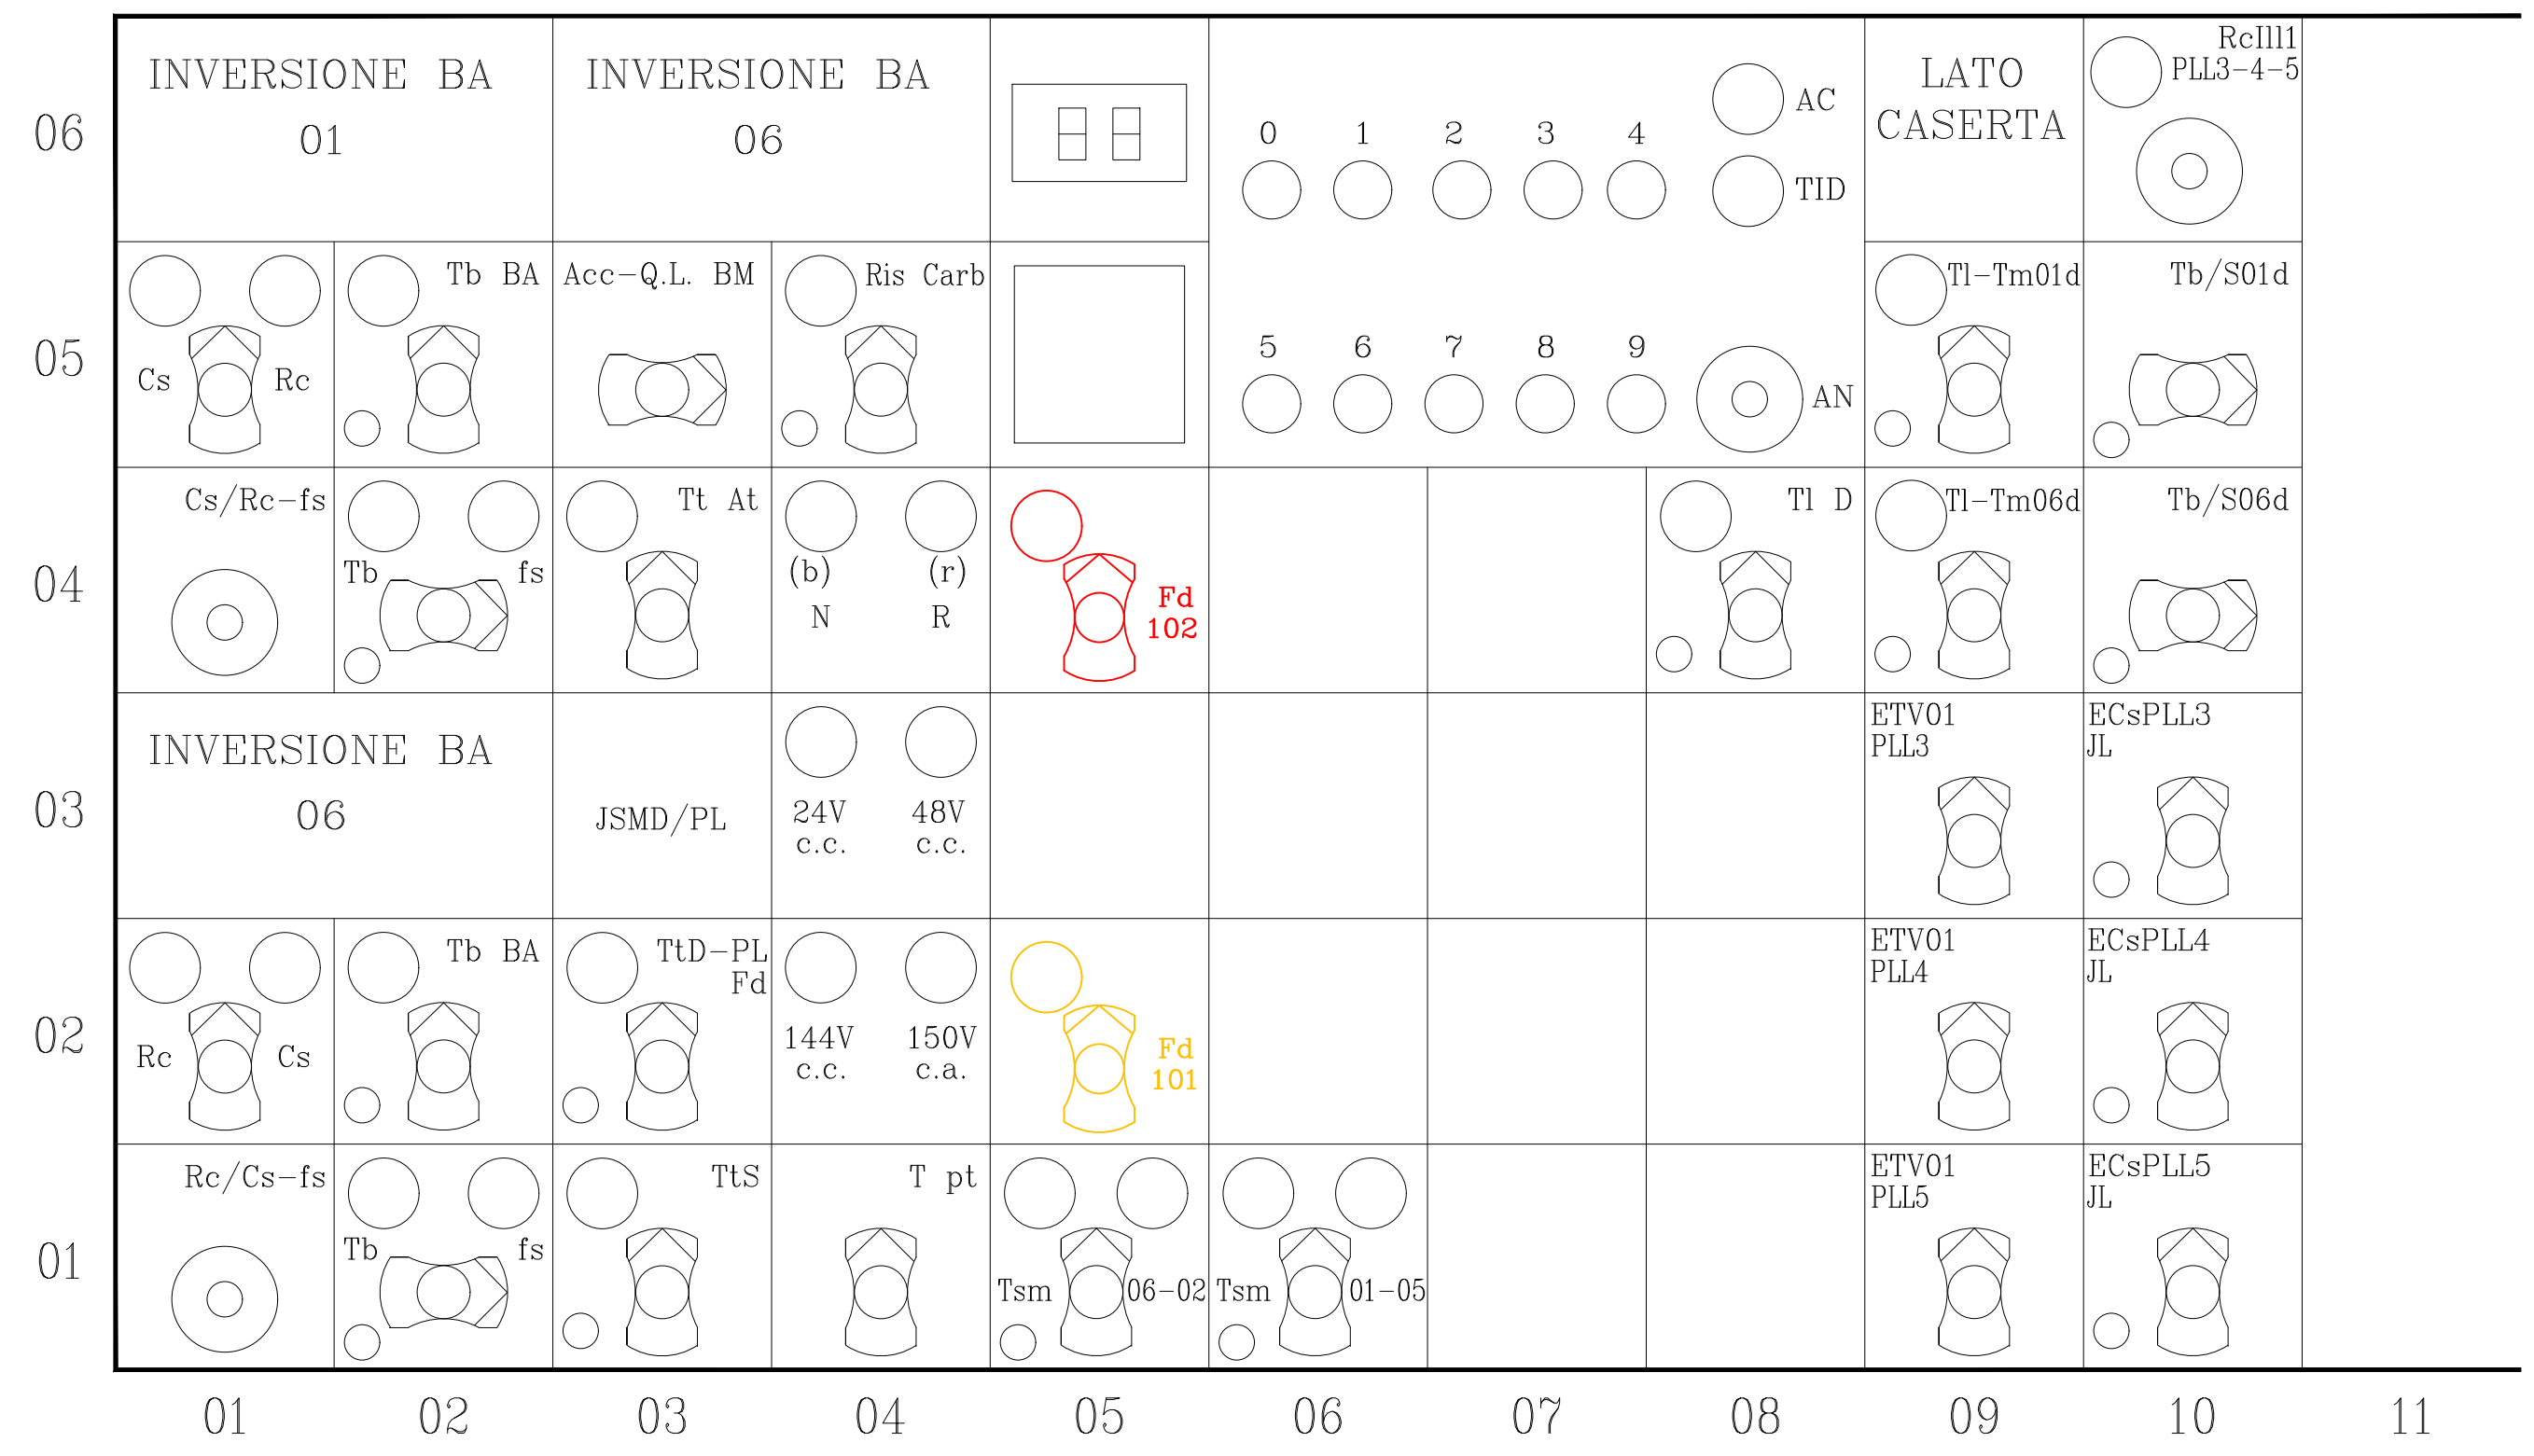 INVERSIONE BA
01
INVERSIONE BA
06
0 1 2 3 4
AC
TID
LATO
CASERTA
RcIll1
PLL3-4-5
06
Cs Rc
Tb BA
Acc-Q.L. BM
Ris Carb
5 6 7 8 9
AN
Tl-Tm01d
Tb/S01d
05
Cs/Rc-fs
Tb fs
Tt At
(b) (r)
N R
Fd
102
Tl D
Tl-Tm06d
Tb/S06d
04
INVERSIONE BA
06
JSMD/PL
24V 48V
c.c. c.c.
ETV01
PLL3
ECsPLL3
JL
03
Rc Cs
Tb BA
TtD-PL
Fd
144V 150V
c.c. c.a.
Fd
101
ETV01
PLL4
ECsPLL4
JL
02
Rc/Cs-fs
Tb fs
TtS
T pt
Tsm 06-02
Tsm 01-05
ETV01
PLL5
ECsPLL5
JL
01
01 02 03 04 05 06 07 08 09 10 11